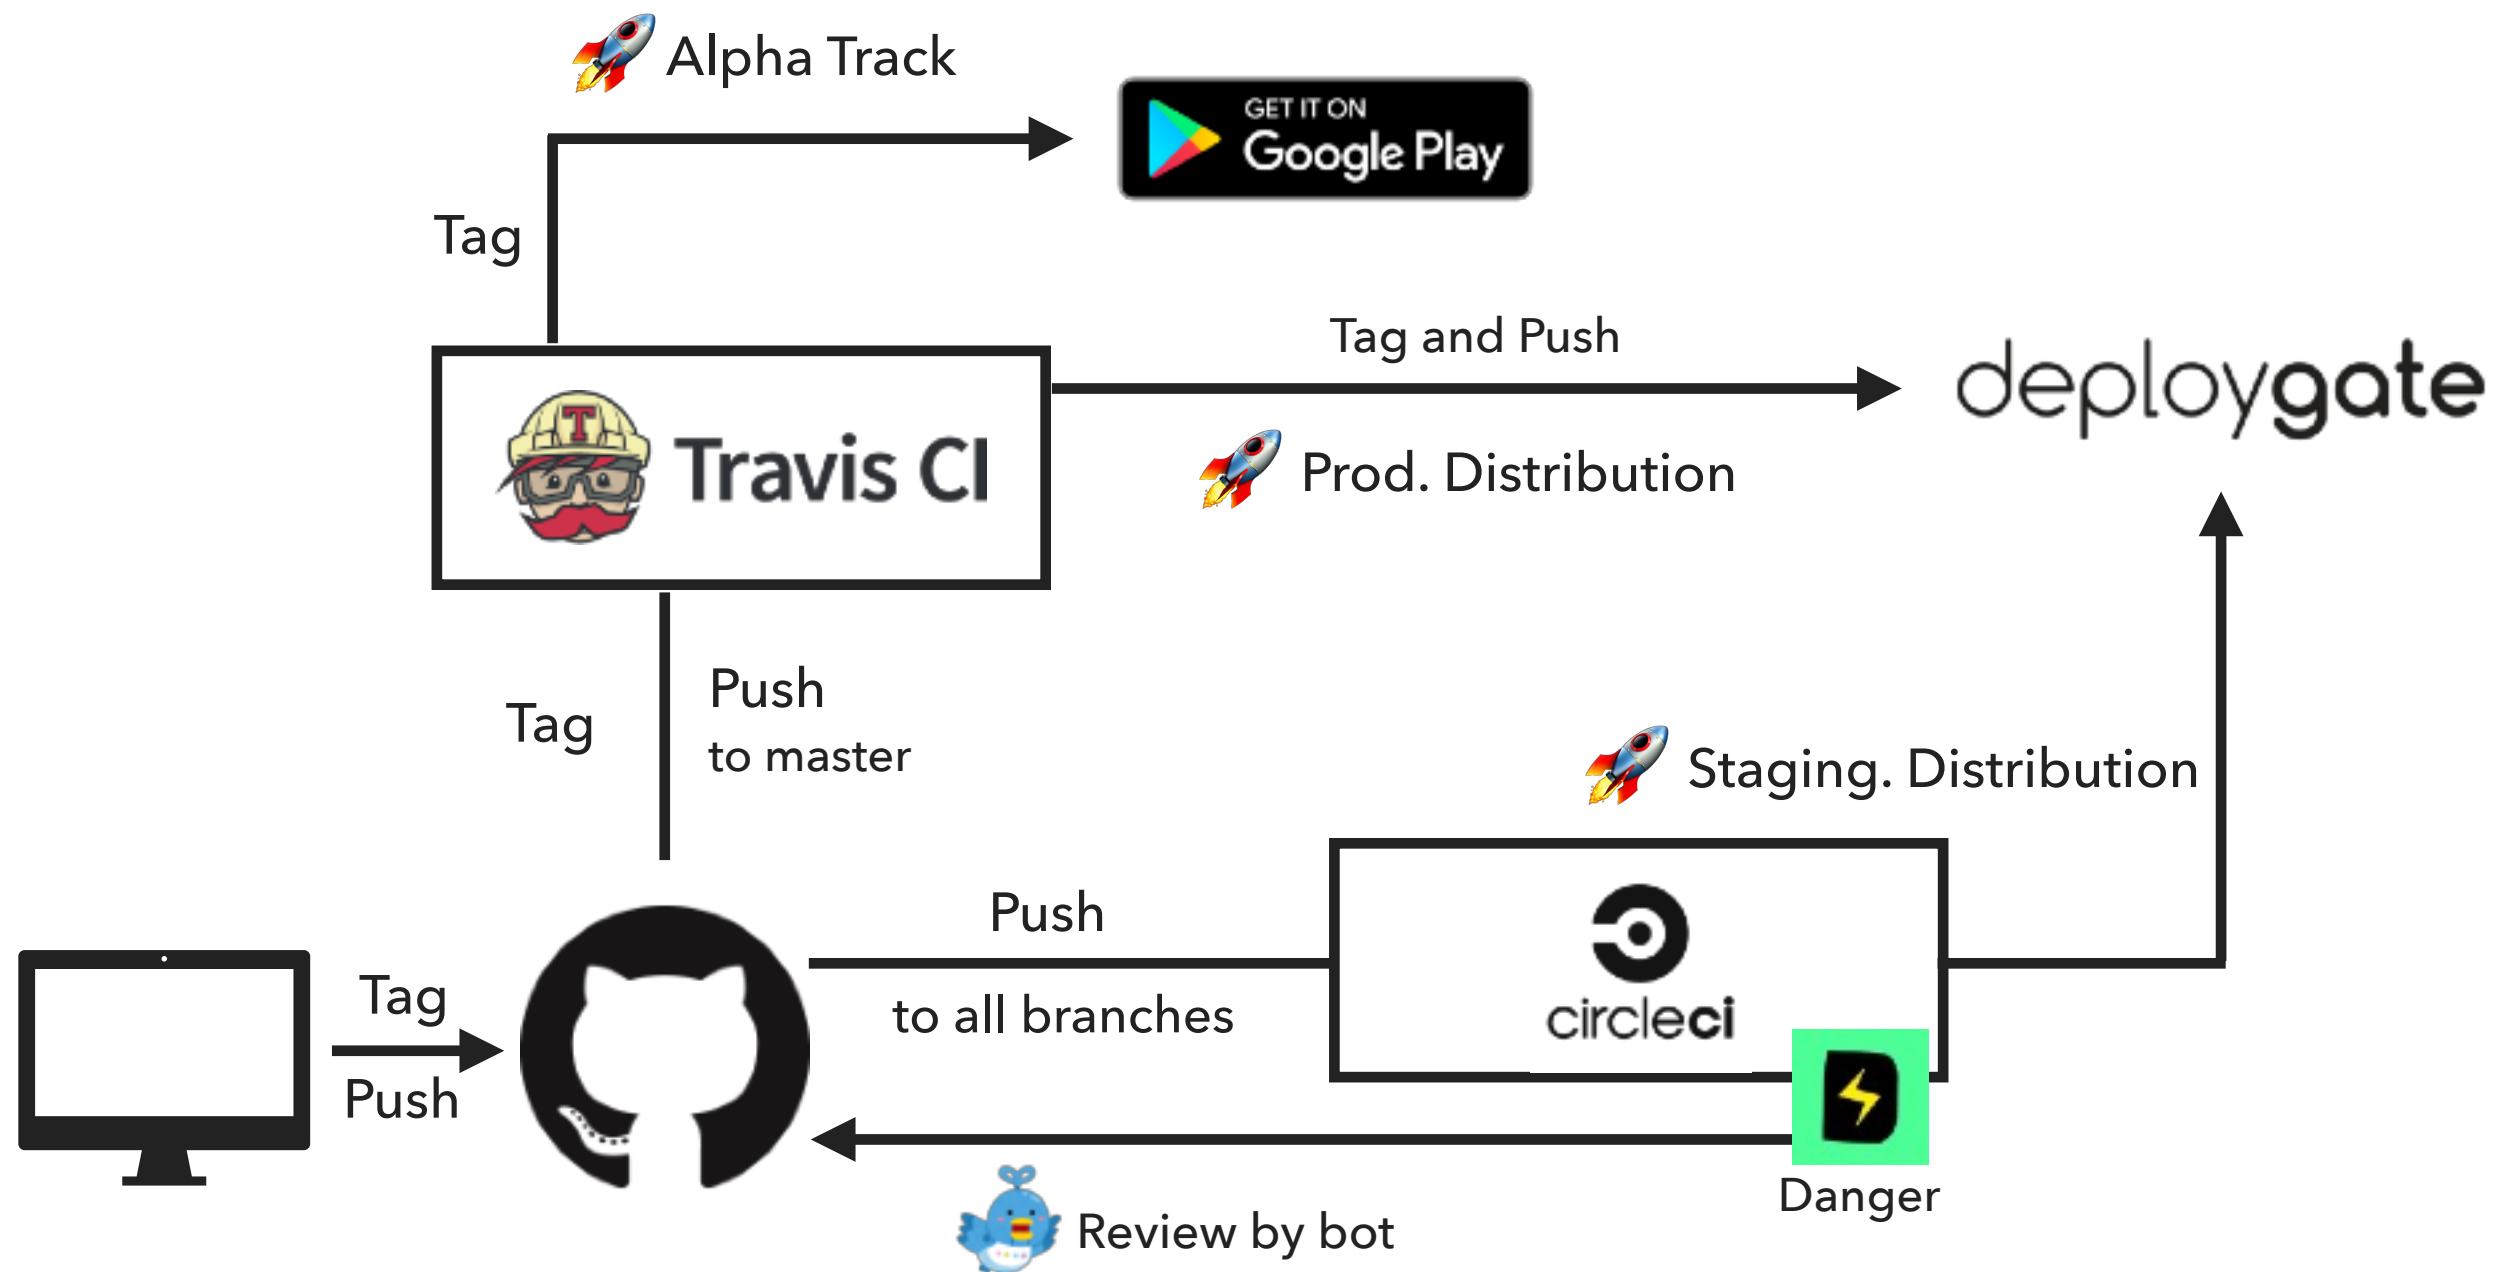 Alpha Track
GET IT ON
Google Play
Tag
Tag and Push
deploygate
T
Travis CI
Prod. Distribution
Push
to master
Tag
Staging. Distribution
Push
to all branches
circleci
Tag
Push
Danger
Review by bot